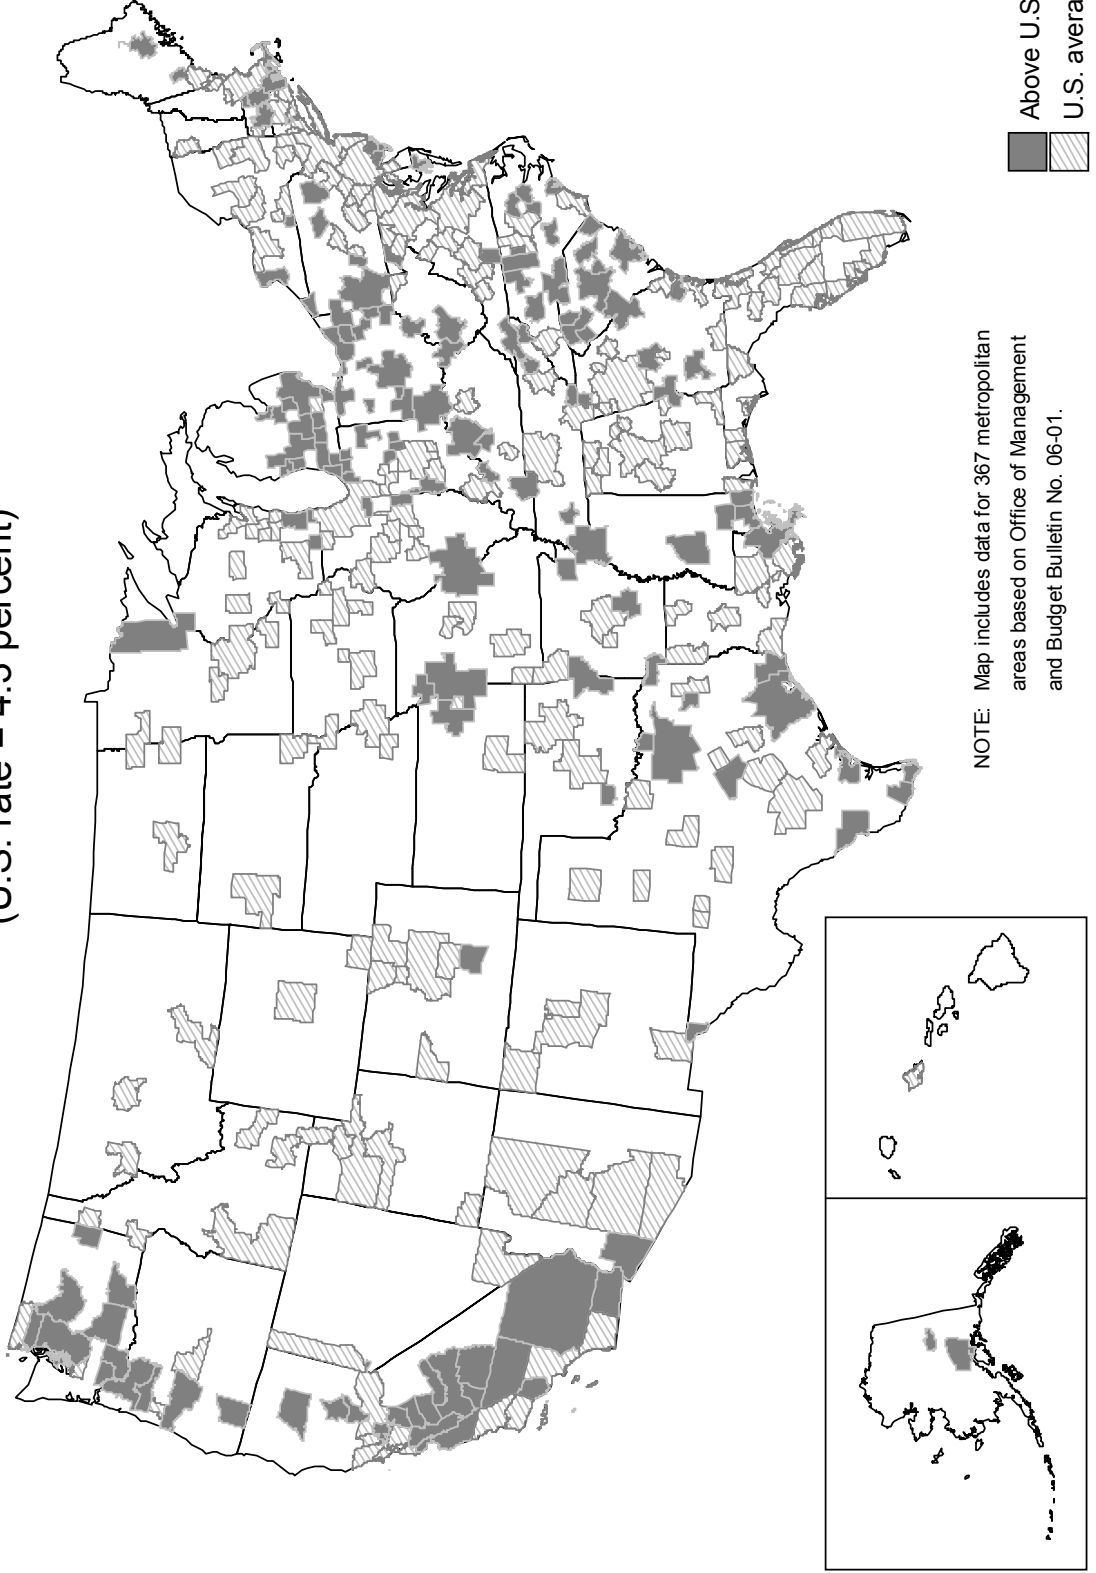 (U.S. rate = 4.5 percent)
NOTE: Map includes data for 367 metropolitan
areas based on Office of Management
and Budget Bulletin No. 06-01.
Above U.S
U.S. avera